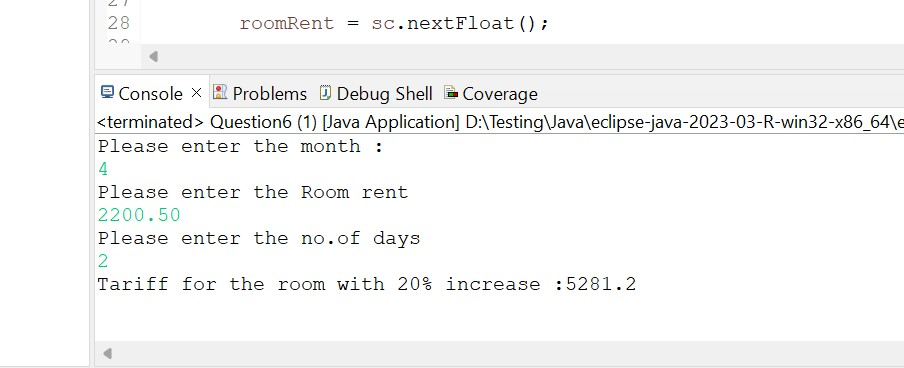 28 roomRent = sc.nextFloat();
Console × Problems Debug Shell Coverage
<terminated> Question6 (1) [Java Application] D:\Testing\Java\eclipse-java-2023-03-R-win32-x86_64\e
Please enter the month :
4
Please enter the Room rent
2200.50
Please enter the no.of days
2
Tariff for the room with 20% increase :5281.2